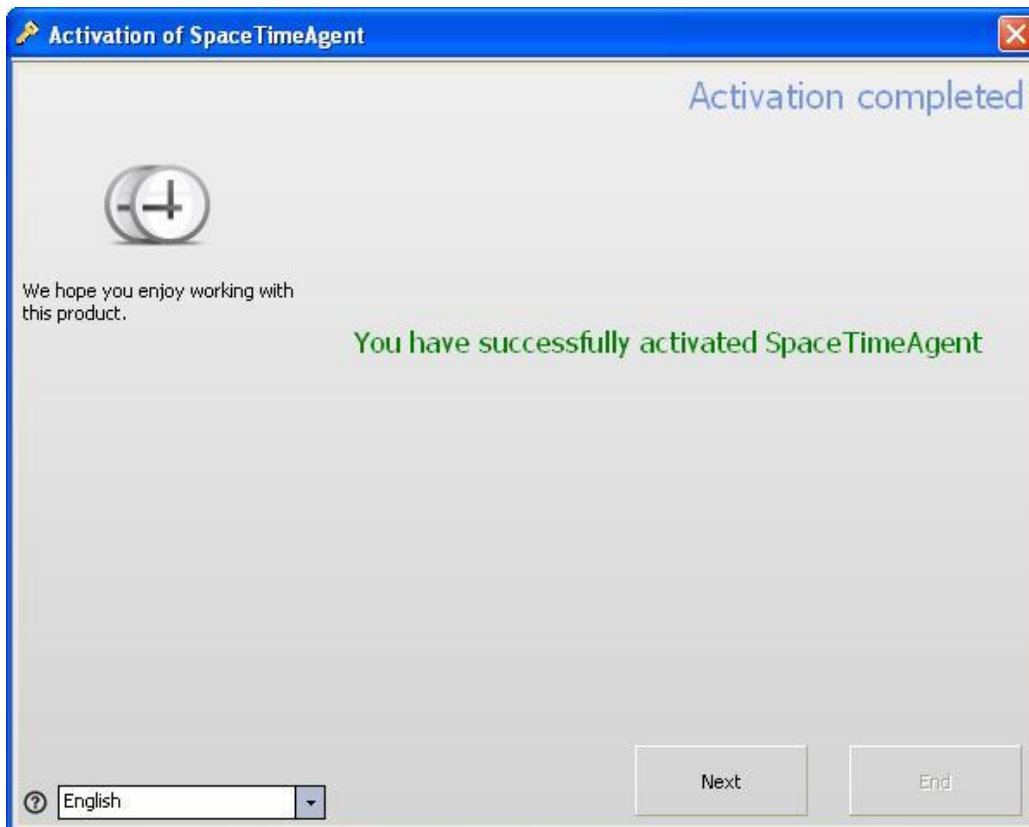 Activation of SpaceTimeAgent
Activation completed
We hope you enjoy working with
this product.
You have successfully activated SpaceTimeAgent
Next
End
English